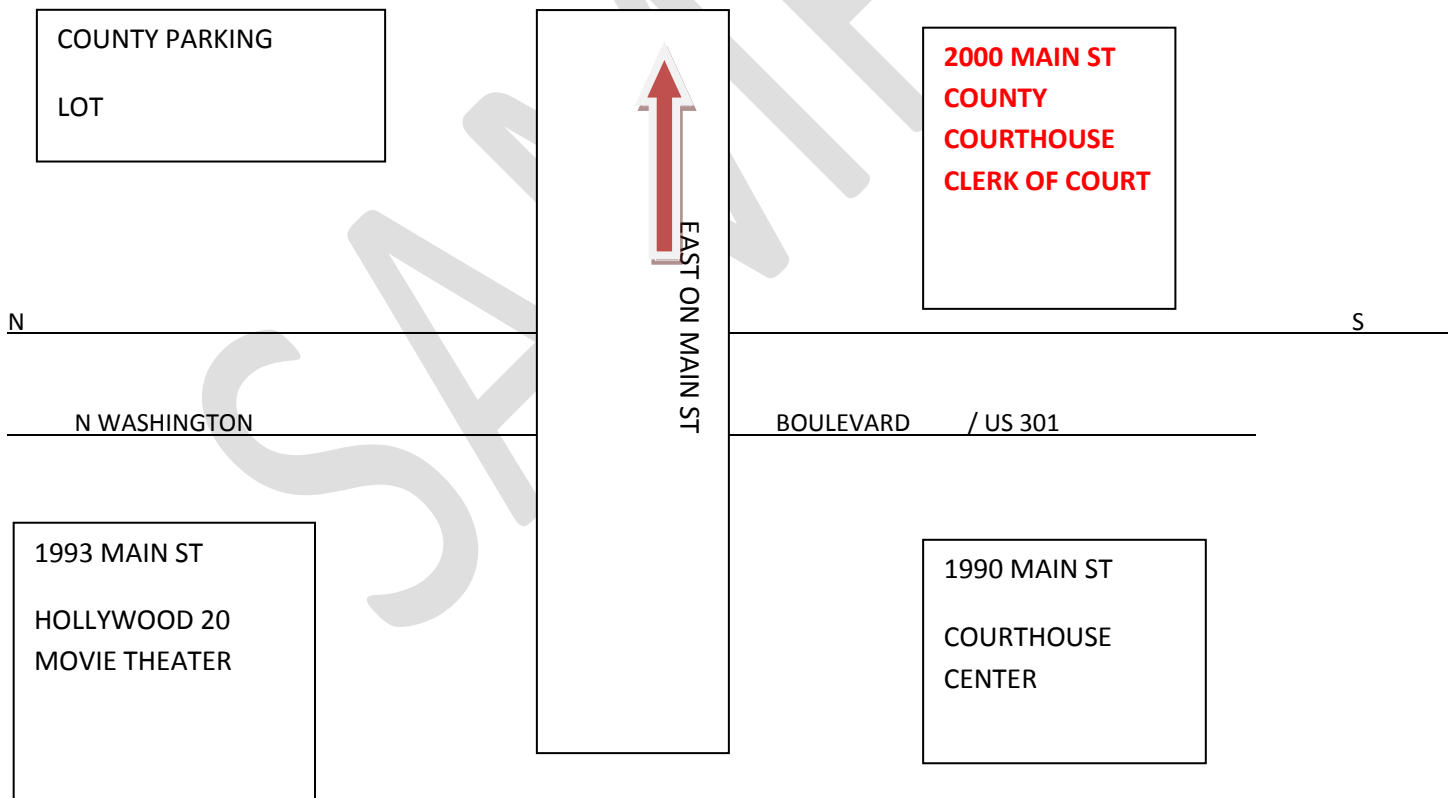 COUNTY PARKING
LOT
2000 MAIN ST
COUNTY
COURTHOUSE
CLERK OF COURT
EAST ON MAIN ST
N
S
N WASHINGTON
BOULEVARD / US 301
1993 MAIN ST
HOLLYWOOD 20
MOVIE THEATER
1990 MAIN ST
COURTHOUSE
CENTER